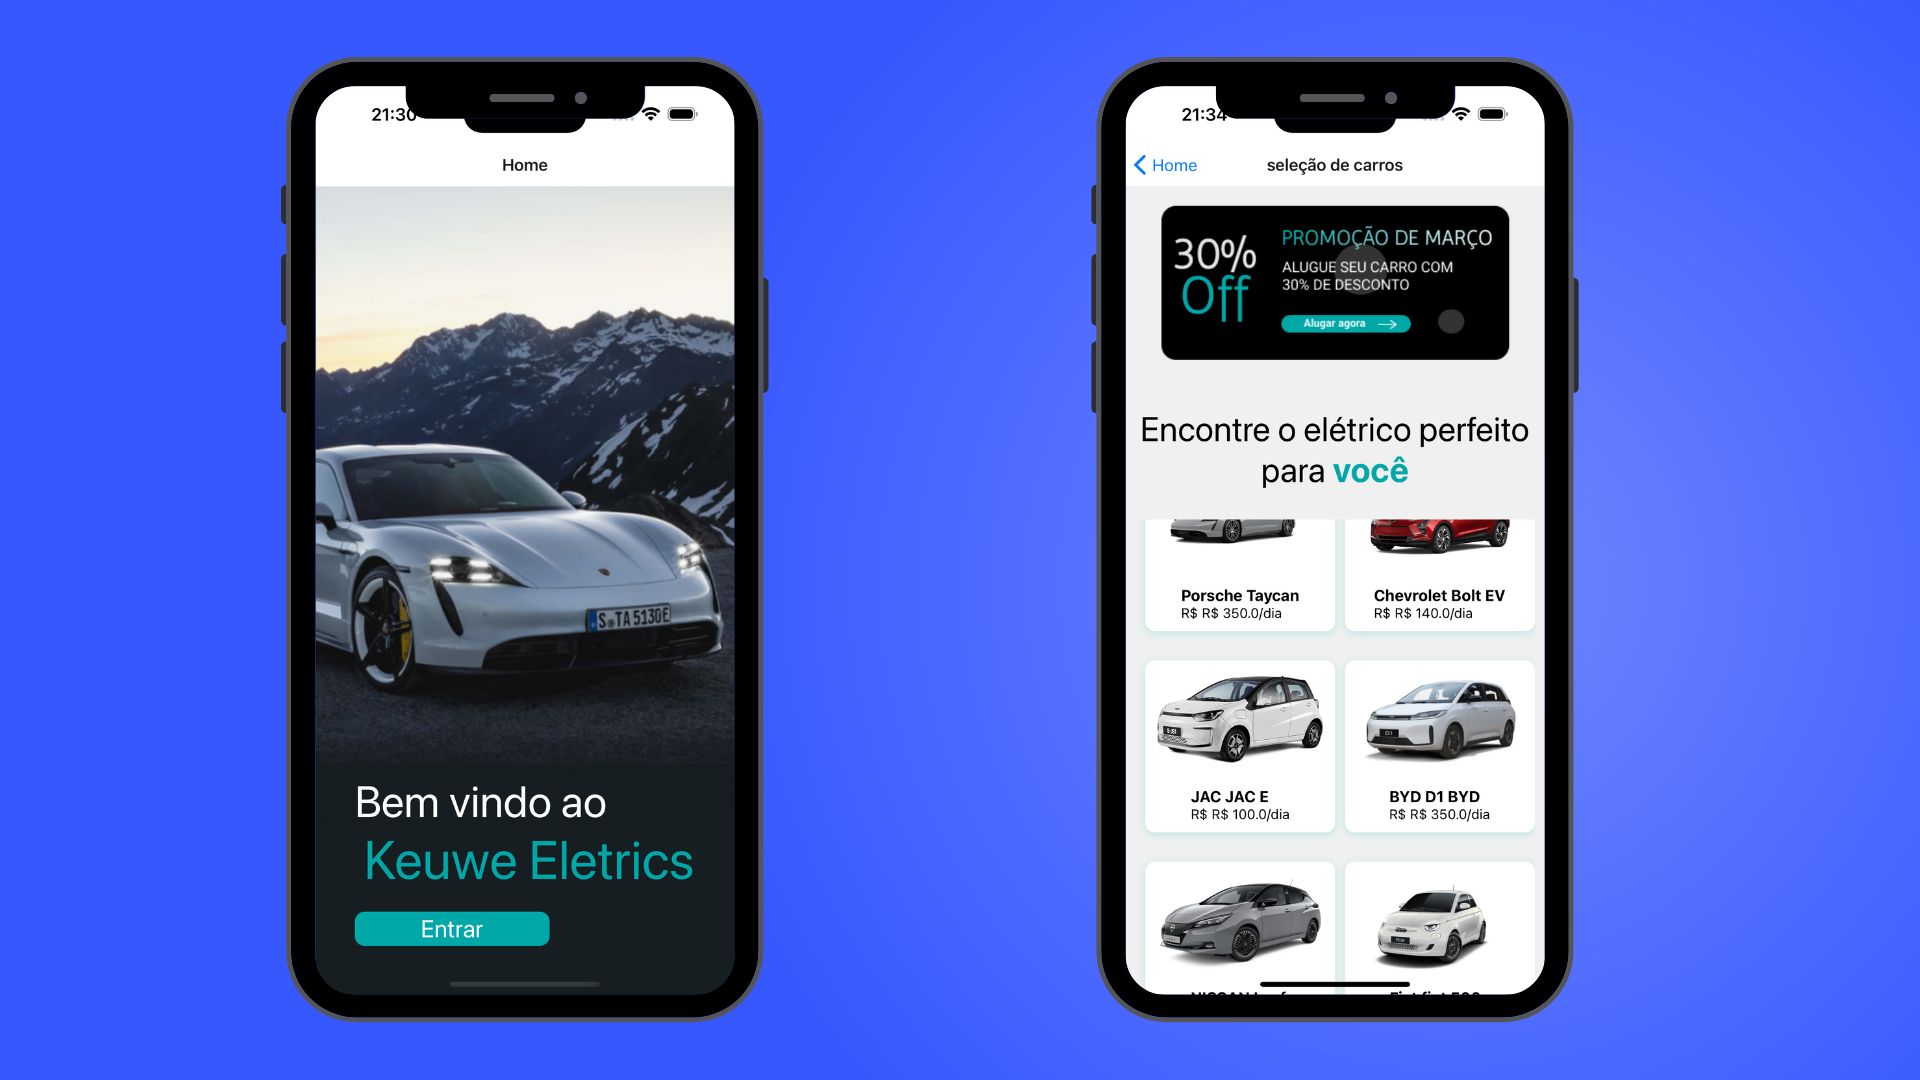 21:30
Home
S TA 5130E
Bem vindo ao
Keuwe Eletrics
Entrar
21:34
Home
seleção de carros
30%
Off
PROMOÇÃO DE MARÇO
ALUGUE SEU CARRO COM
30% DE DESCONTO
Alugar agora
Encontre o elétrico perfeito
para você
Porsche Taycan
R$ R$ 350.0/dia
Chevrolet Bolt EV
R$ R$ 140.0/dia
JAC JAC E
R$ R$ 100.0/dia
D1
BYD D1 BYD
R$ R$ 350.0/dia